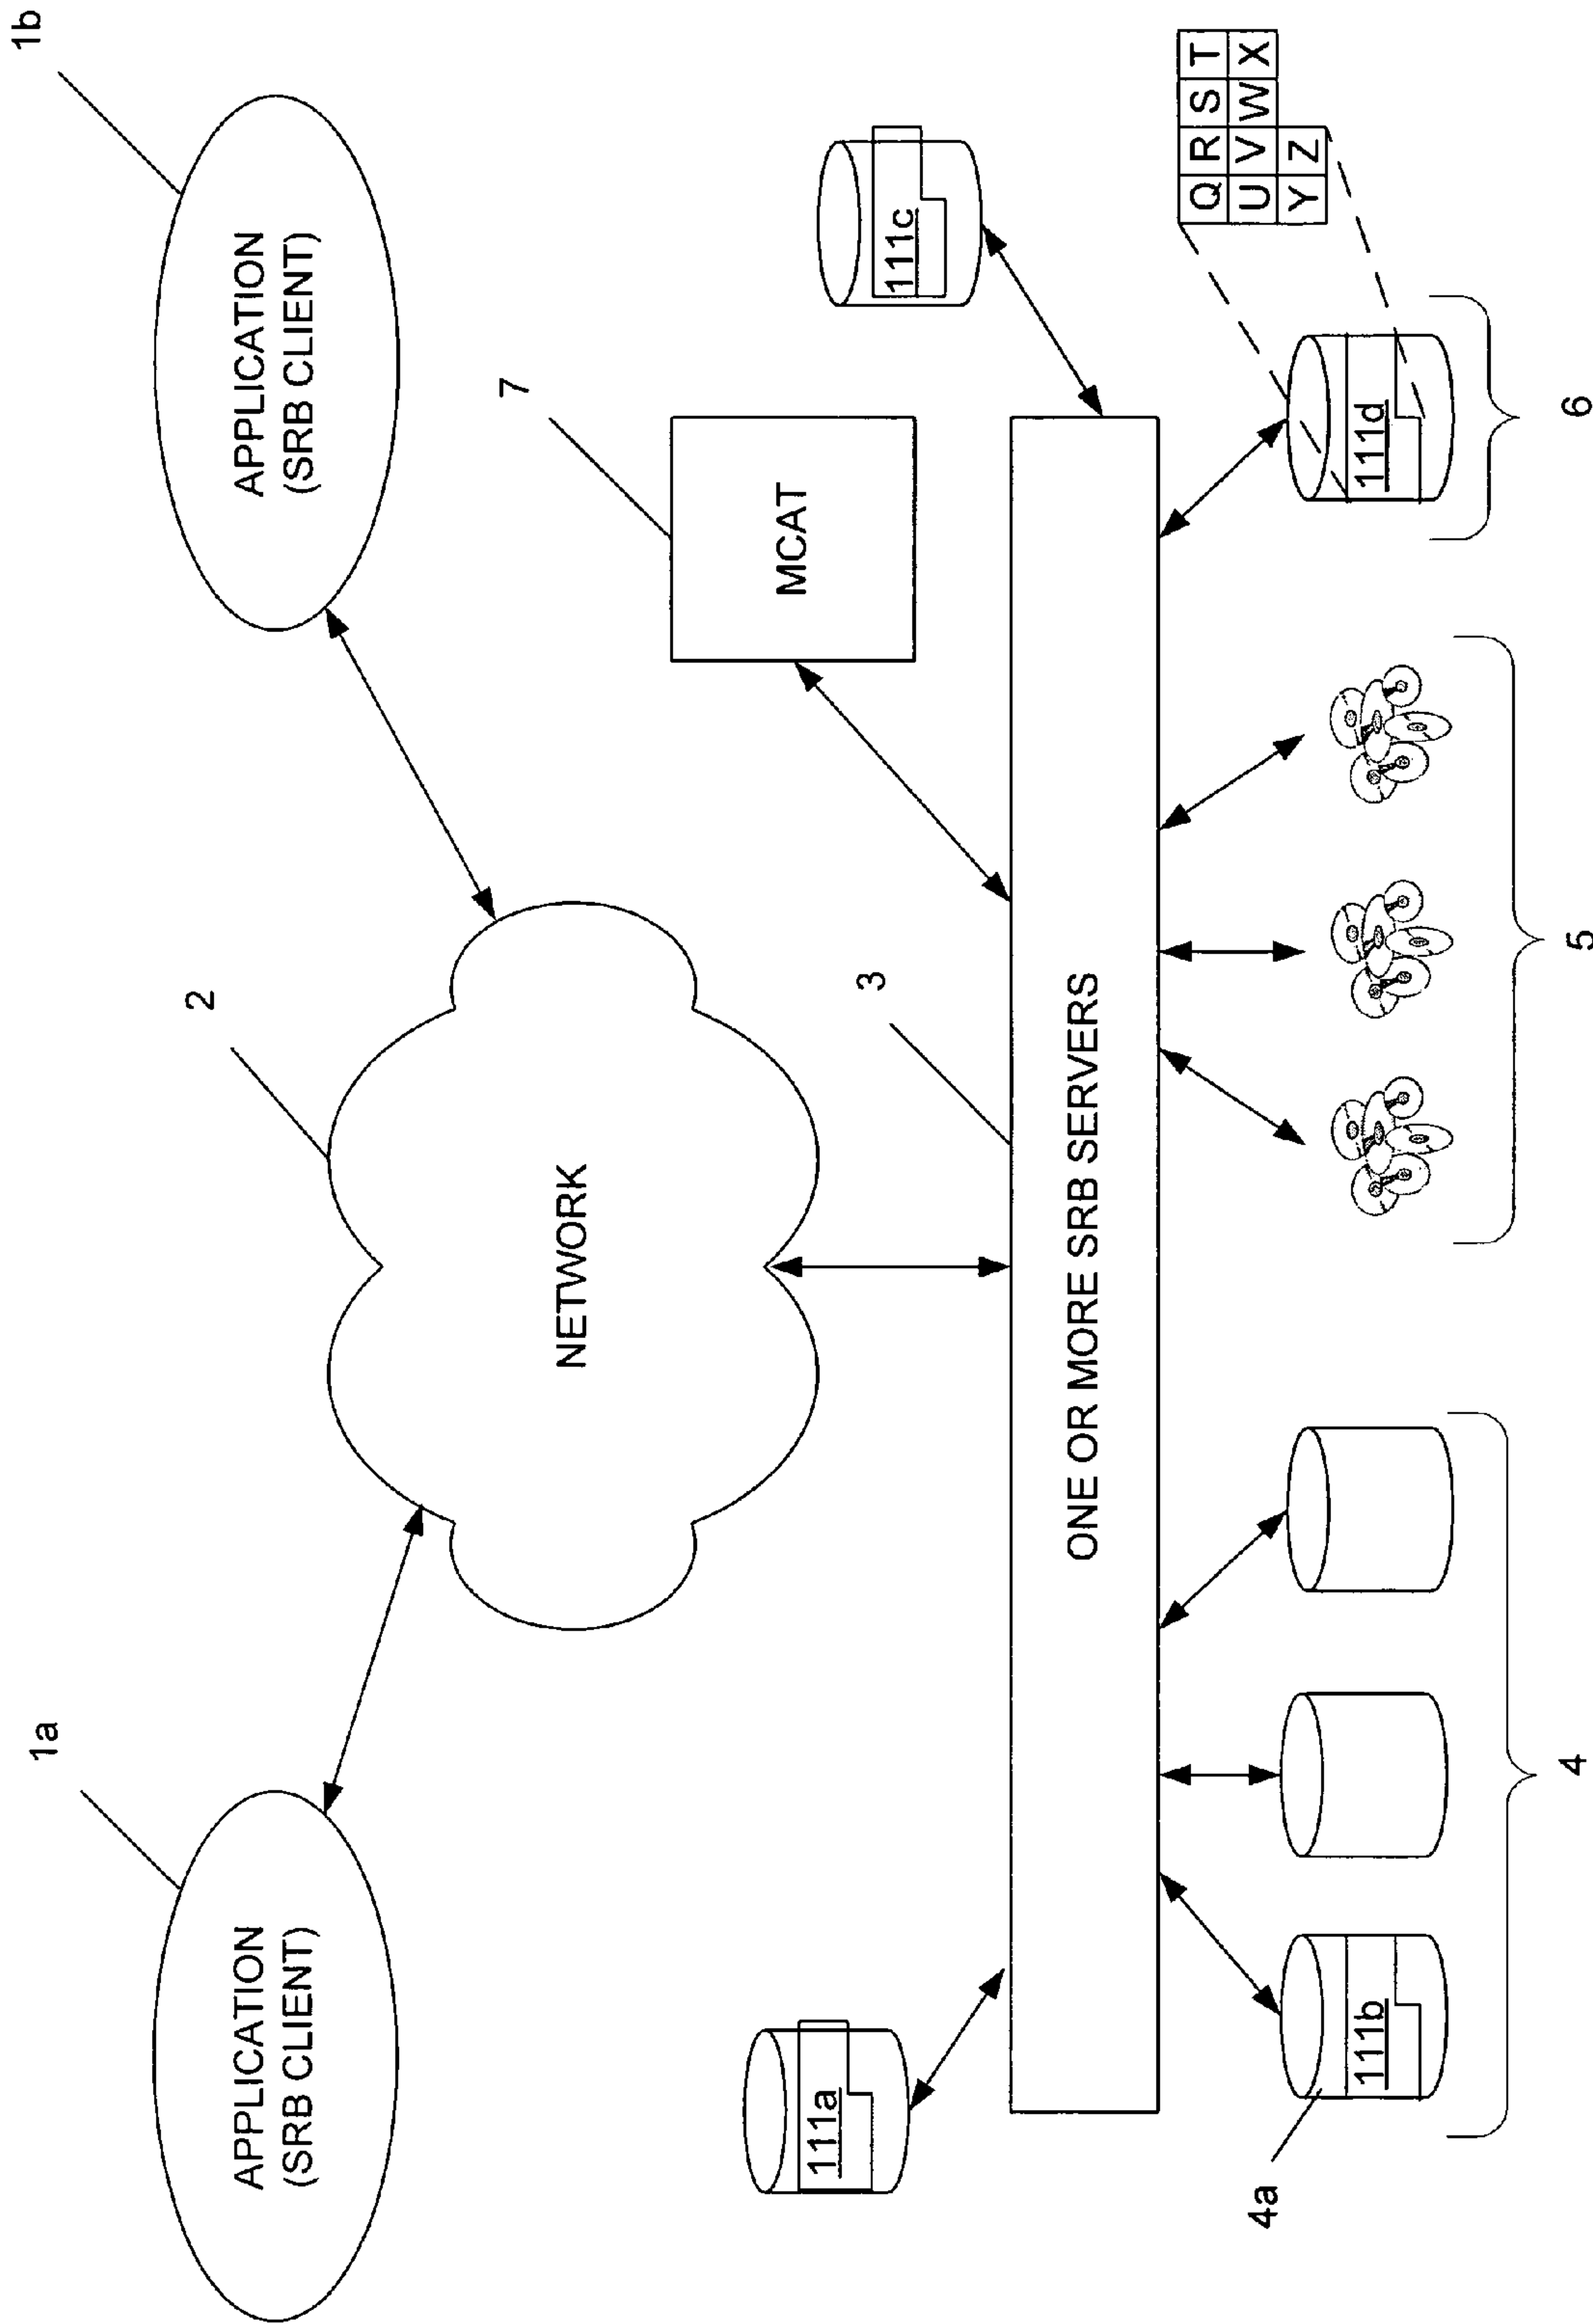 1a
1b
APPLICATION
(SRB CLIENT)
APPLICATION
(SRB CLIENT)
2
NETWORK
7
MCAT
111a
111c
3
ONE OR MORE SRB SERVERS
4a
111b
111d
Q R S T
U V W X
Y Z
4
5
6